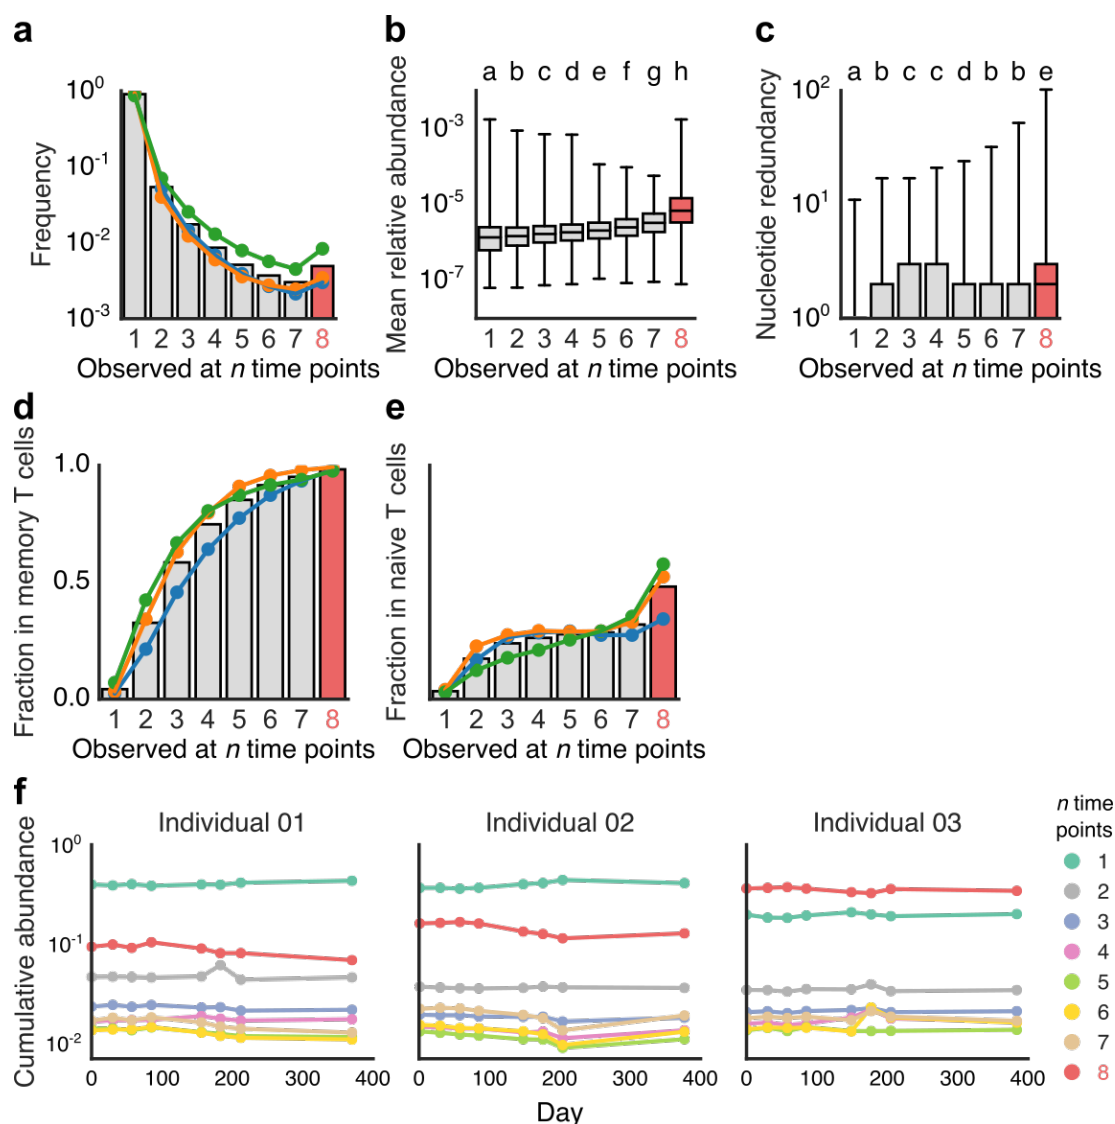 a
Frequency
10^0
10^-1
10^-2
10^-3
1 2 3 4 5 6 7 8
Observed at n time points
b
Mean relative abundance
a b c d e f g h
10^-3
10^-5
10^-7
1 2 3 4 5 6 7 8
Observed at n time points
c
Nucleotide redundancy
a b c c d b b e
10^2
10^1
10^0
1 2 3 4 5 6 7 8
Observed at n time points
d
Fraction in memory T cells
1.0
0.5
0.0
1 2 3 4 5 6 7 8
Observed at n time points
e
Fraction in naive T cells
1 2 3 4 5 6 7 8
Observed at n time points
f
Cumulative abundance
Individual 01
Individual 02
Individual 03
10^0
10^-1
10^-2
0 100 200 300 400
0 100 200 300 400
0 100 200 300 400
Day
n time
points
1
2
3
4
5
6
7
8